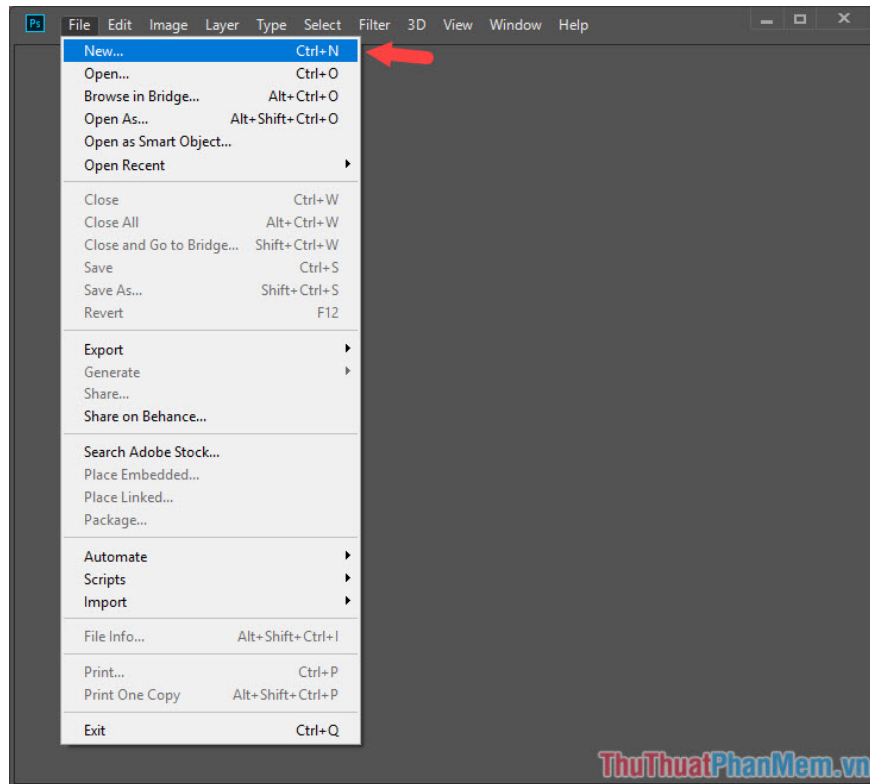 Ps File Edit Image Layer Type Select Filter 3D View Window Help
New... Ctrl+N
Open... Ctrl+O
Browse in Bridge... Alt+Ctrl+O
Open As... Alt+Shift+Ctrl+O
Open as Smart Object...
Open Recent
Close Ctrl+W
Close All Alt+Ctrl+W
Close and Go to Bridge... Shift+Ctrl+W
Save Ctrl+S
Save As... Shift+Ctrl+S
Revert F12
Export
Generate
Share...
Share on Behance...
Search Adobe Stock...
Place Embedded...
Place Linked...
Package...
Automate
Scripts
Import
File Info... Alt+Shift+Ctrl+I
Print... Ctrl+P
Print One Copy Alt+Shift+Ctrl+P
Exit Ctrl+Q
ThuThuatPhanMem.vn